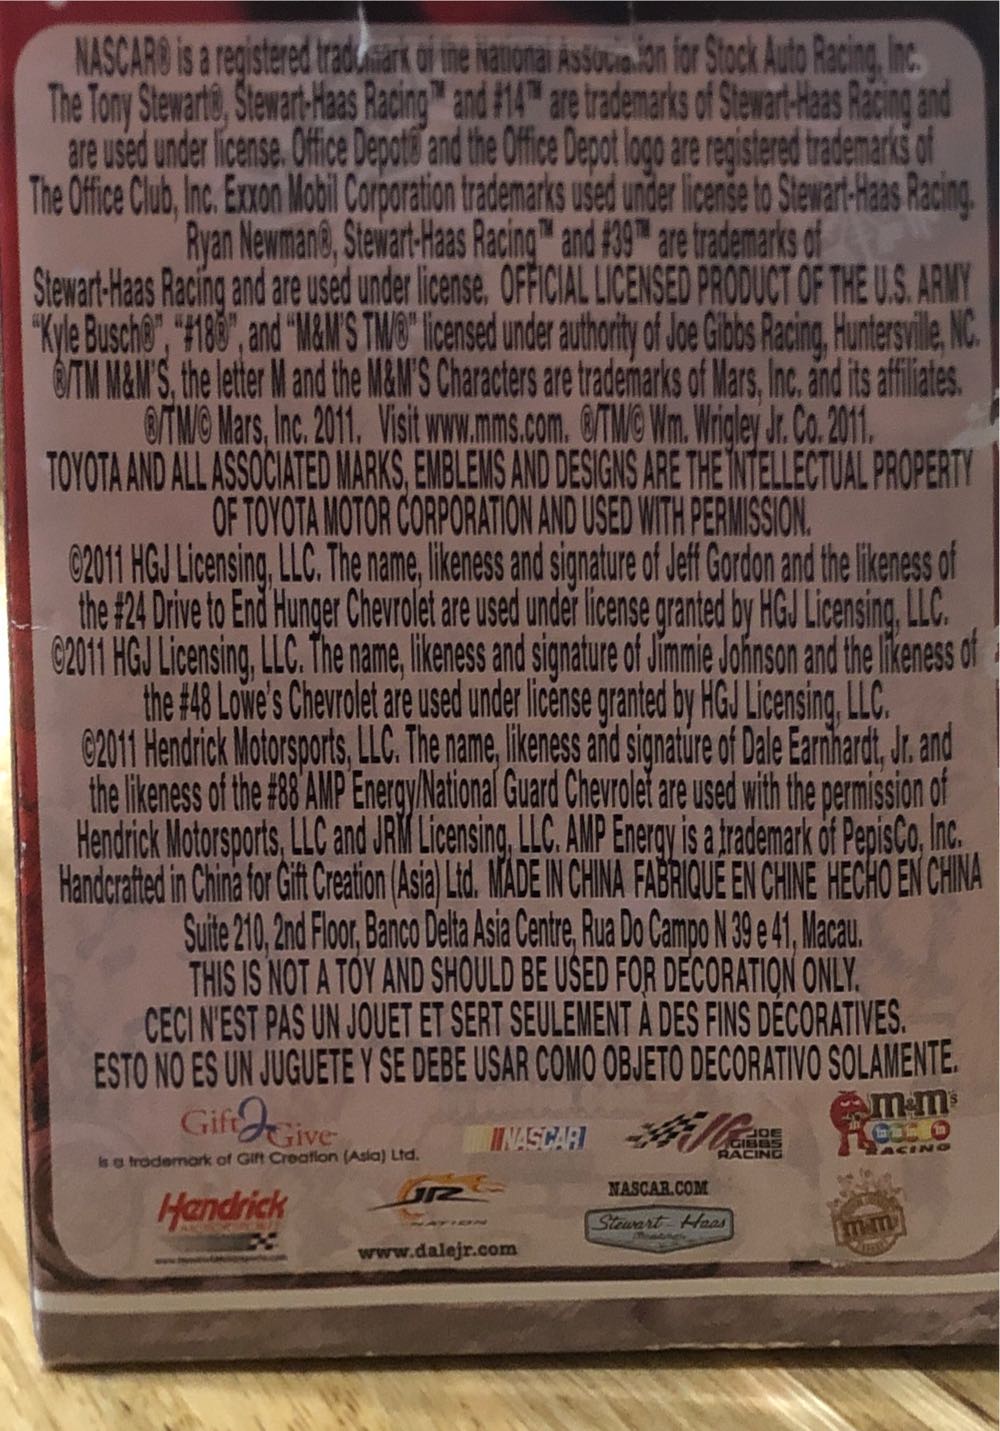 NASCAR® is a registered trademark of the National Association for Stock Auto Racing, Inc.
The Tony Stewart®, Stewart-Haas Racing™ and #14™ are trademarks of Stewart-Haas Racing and
are used under license. Office Depot® and the Office Depot logo are registered trademarks of
The Office Club, Inc. Exxon Mobil Corporation trademarks used under license to Stewart-Haas Racing.
Ryan Newman®, Stewart-Haas Racing™ and #39™ are trademarks of
Stewart-Haas Racing and are used under license. OFFICIAL LICENSED PRODUCT OF THE U.S. ARMY
“Kyle Busch®”, “#18®”, and “M&M'S TM/®” licensed under authority of Joe Gibbs Racing, Huntersville, NC.
®/TM M&M'S, the letter M and the M&M'S Characters are trademarks of Mars, Inc. and its affiliates.
®/TM/© Mars, Inc. 2011. Visit www.mms.com. ®/TM/© Wm. Wrigley Jr. Co. 2011.
TOYOTA AND ALL ASSOCIATED MARKS, EMBLEMS AND DESIGNS ARE THE INTELLECTUAL PROPERTY
OF TOYOTA MOTOR CORPORATION AND USED WITH PERMISSION.
©2011 HGJ Licensing, LLC. The name, likeness and signature of Jeff Gordon and the likeness of
the #24 Drive to End Hunger Chevrolet are used under license granted by HGJ Licensing, LLC.
©2011 HGJ Licensing, LLC. The name, likeness and signature of Jimmie Johnson and the likeness of
the #48 Lowe's Chevrolet are used under license granted by HGJ Licensing, LLC.
©2011 Hendrick Motorsports, LLC. The name, likeness and signature of Dale Earnhardt, Jr. and
the likeness of the #88 AMP Energy/National Guard Chevrolet are used with the permission of
Hendrick Motorsports, LLC and JRM Licensing, LLC. AMP Energy is a trademark of PepisCo, Inc.
Handcrafted in China for Gift Creation (Asia) Ltd. MADE IN CHINA FABRIQUÉ EN CHINE HECHO EN CHINA
Suite 210, 2nd Floor, Banco Delta Asia Centre, Rua Do Campo N 39 e 41, Macau.
THIS IS NOT A TOY AND SHOULD BE USED FOR DECORATION ONLY.
CECI N'EST PAS UN JOUET ET SERT SEULEMENT À DES FINS DÉCORATIVES.
ESTO NO ES UN JUGUETE Y SE DEBE USAR COMO OBJETO DECORATIVO SOLAMENTE.
Gift 2 Give
is a trademark of Gift Creation (Asia) Ltd.
NASCAR
JG JOE GIBBS RACING
m&m's RACING
Hendrick
MOTORSPORTS
JR NATION
www.dalejr.com
NASCAR.COM
Stewart-Haas
Racing
m&m